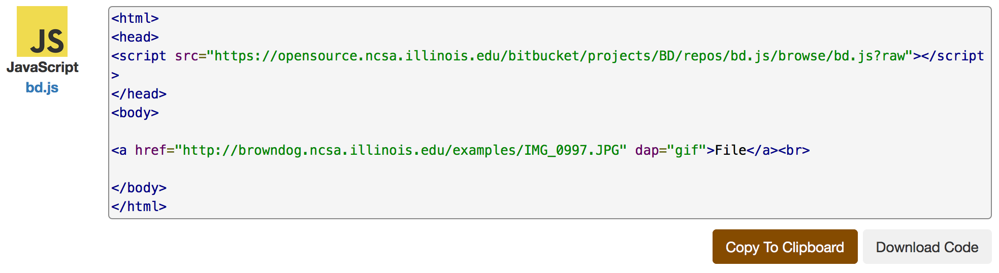 JS
JavaScript
bd.js
<html>
<head>
<script src="https://opensource.ncsa.illinois.edu/bitbucket/projects/BD/repos/bd.js/browse/bd.js?raw"></script
>
</head>
<body>
<a href="http://browndog.ncsa.illinois.edu/examples/IMG_0997.JPG" dap="gif">File</a><br>
</body>
</html>
Copy To Clipboard
Download Code